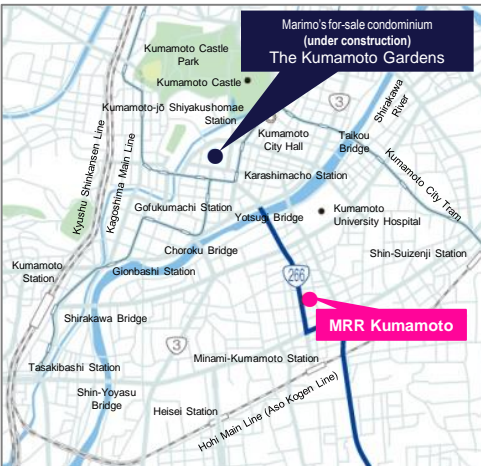 Marimo's for-sale condominium
(under construction)
The Kumamoto Gardens
Kumamoto Castle
Park
Kumamoto Castle
Kumamoto-jō Shiyakushomae
Station
3
Kumamoto
City Hall
Shirakawa
River
Taikou
Bridge
Kumamoto City Tram
Karashimacho Station
Kyushu Shinkansen Line
Kagoshima Main Line
Gofukumachi Station
Yotsugi Bridge
Kumamoto
University Hospital
Choroku Bridge
Shin-Suizenji Station
Kumamoto
Station
Gionbashi Station
266
MRR Kumamoto
Shirakawa Bridge
3
Minami-Kumamoto Station
Tasakibashi Station
Shin-Yoyasu
Bridge
Heisei Station
Hohi Main Line (Aso Kogen Line)